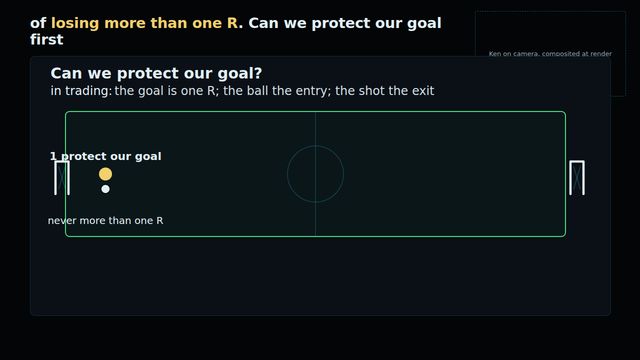 of losing more than one R. Can we protect our goal
first
Ken on camera, composited at render
Can we protect our goal?
in trading: the goal is one R; the ball the entry; the shot the exit
1 protect our goal
never more than one R